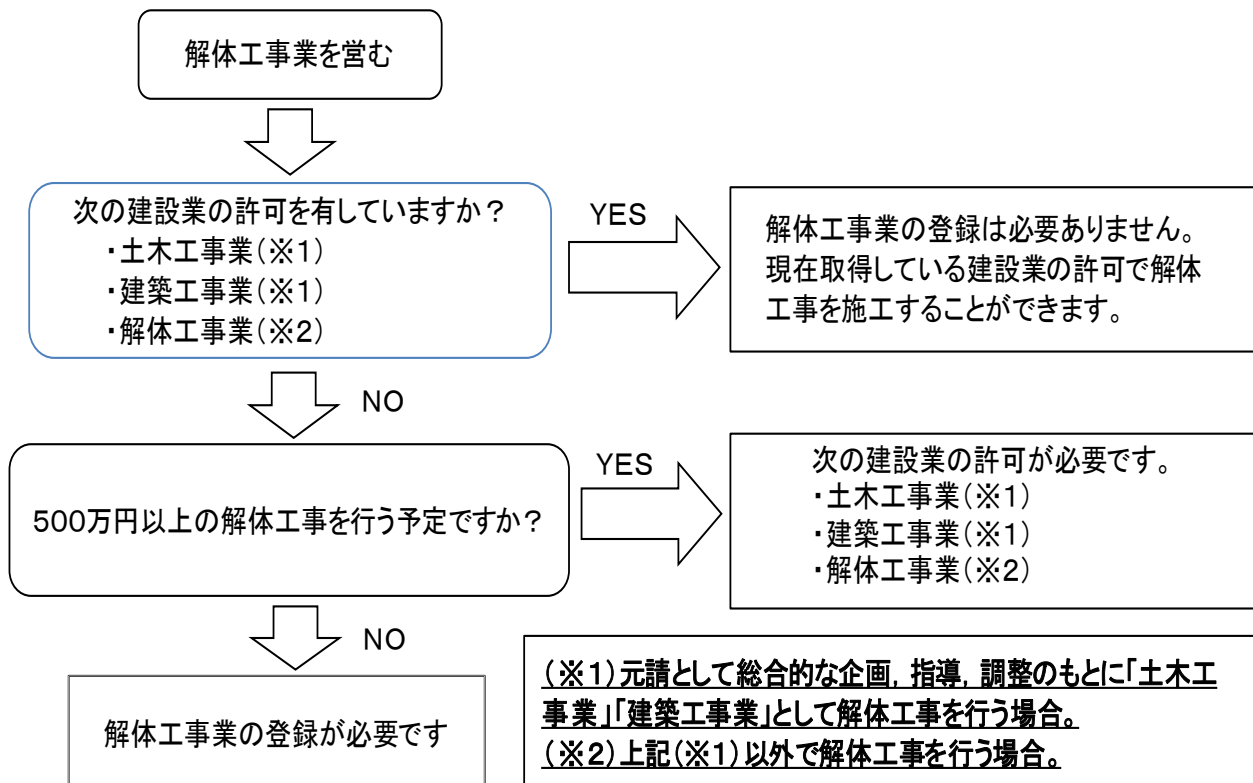 解体工事業を営む
次の建設業の許可を有していますか？
・土木工事業（※1）
・建築工事業（※1）
・解体工事業（※2）
YES
解体工事業の登録は必要ありません。
現在取得している建設業の許可で解体
工事を施工することができます。
NO
500万円以上の解体工事を行う予定ですか？
YES
次の建設業の許可が必要です。
・土木工事業（※1）
・建築工事業（※1）
・解体工事業（※2）
NO
解体工事業の登録が必要です
（※1）元請として総合的な企画，指導，調整のもとに「土木工
事業」「建築工事業」として解体工事を行う場合。
（※2）上記（※1）以外で解体工事を行う場合。